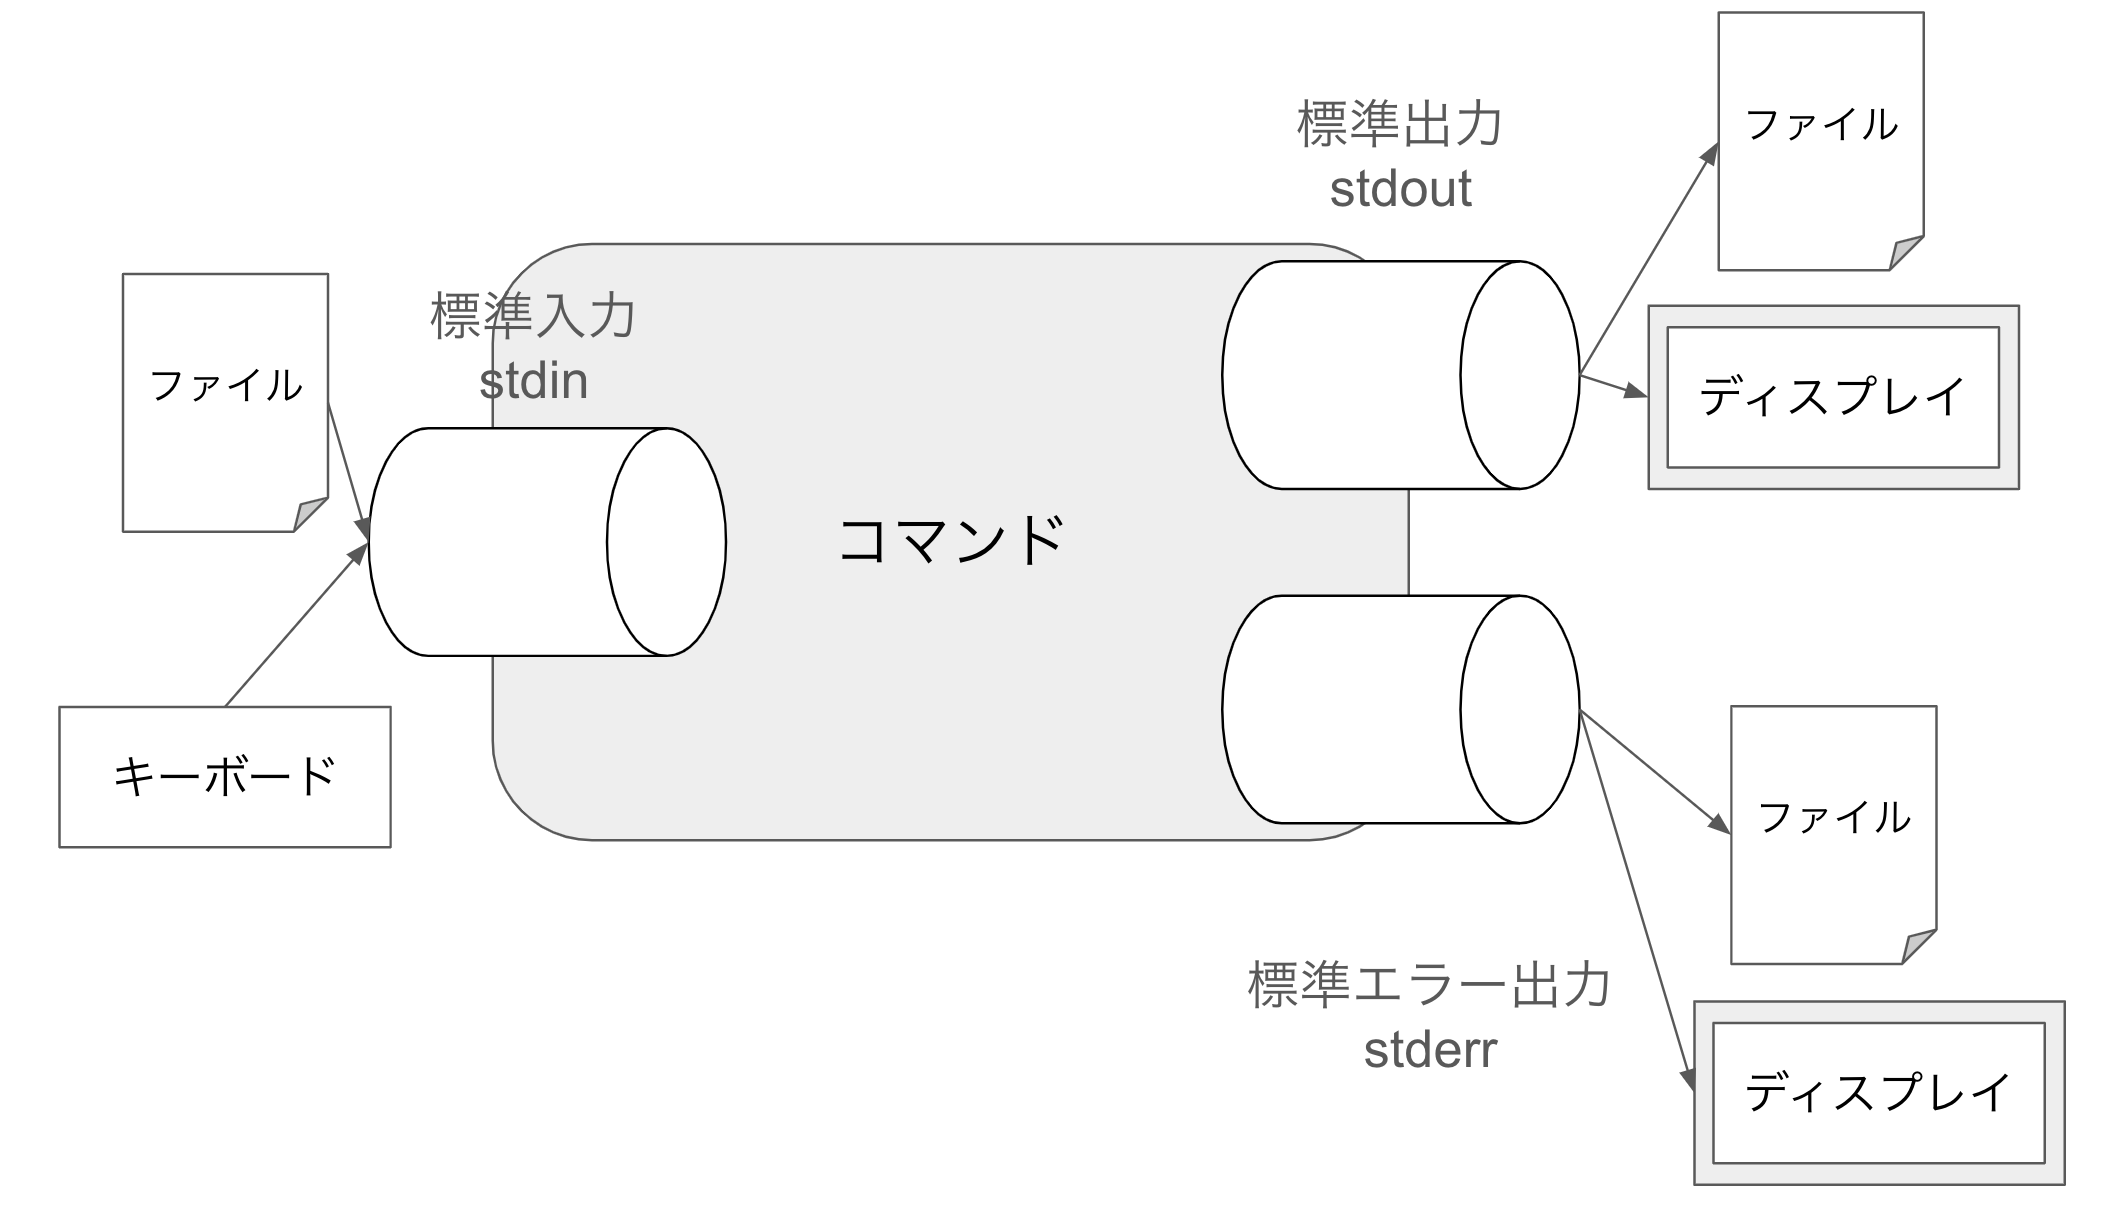 標準出力
stdout
ファイル
ディスプレイ
標準入力
stdin
ファイル
コマンド
キーボード
ファイル
標準エラー出力
stderr
ディスプレイ